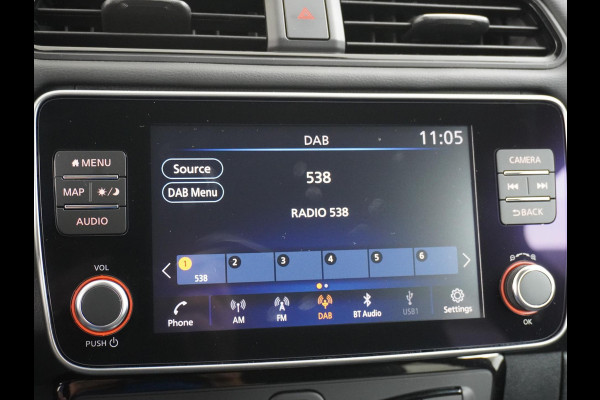 DAB
11:05
MENU
MAP
AUDIO
Source
DAB Menu
538
RADIO 538
CAMERA
BACK
1 2 3 4 5 6
538
VOL
PUSH
Phone AM FM DAB BT Audio USB1 Settings
OK